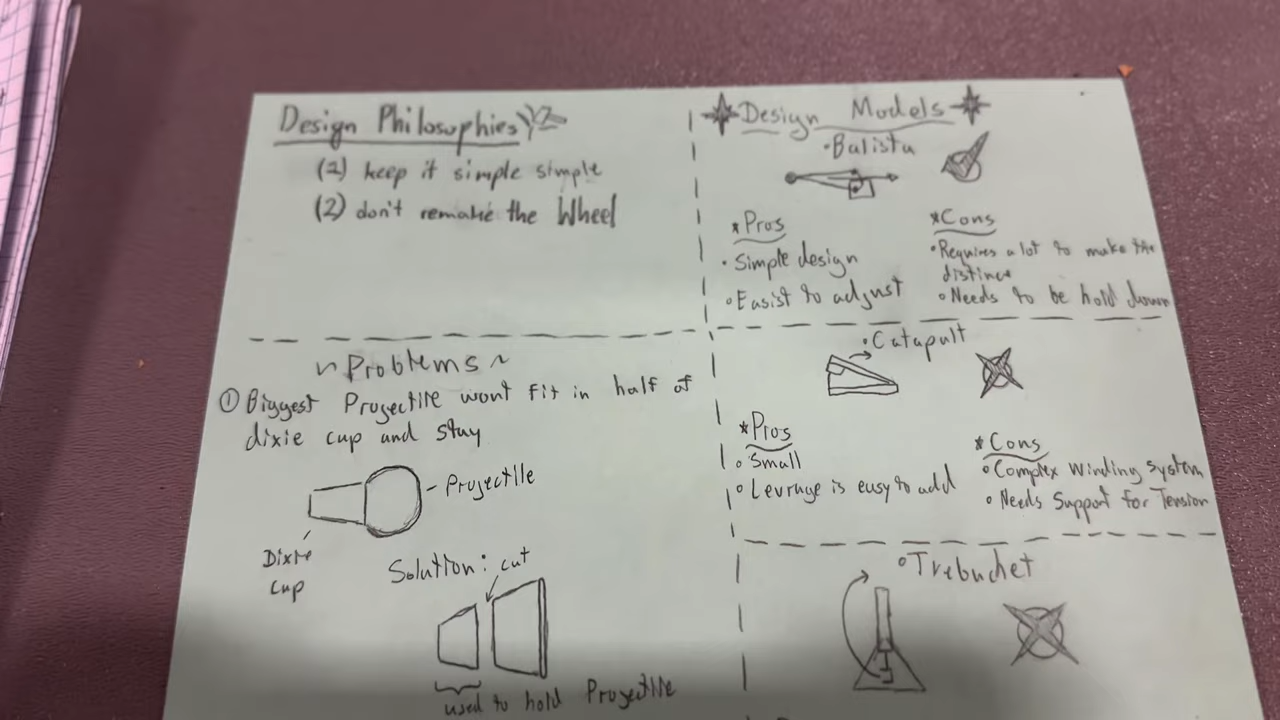 Design Philosophies
(1) keep it simple simple
(2) don't remake the Wheel
~ Problems ~
① Biggest Projectile wont fit in half of
dixie cup and stay
Projectile
Dixie
cup
Solution: cut
used to hold Projectile
Design Models
• Balista
*Pros
• Simple design
• Easist to adjust
*Cons
• Requires a lot to make the
distince
• Needs to be hold down
• Catapult
*Pros
• Small
• Levrage is easy to add
*Cons
• Complex winding system
• Needs Support for Tension
• Trebuchet